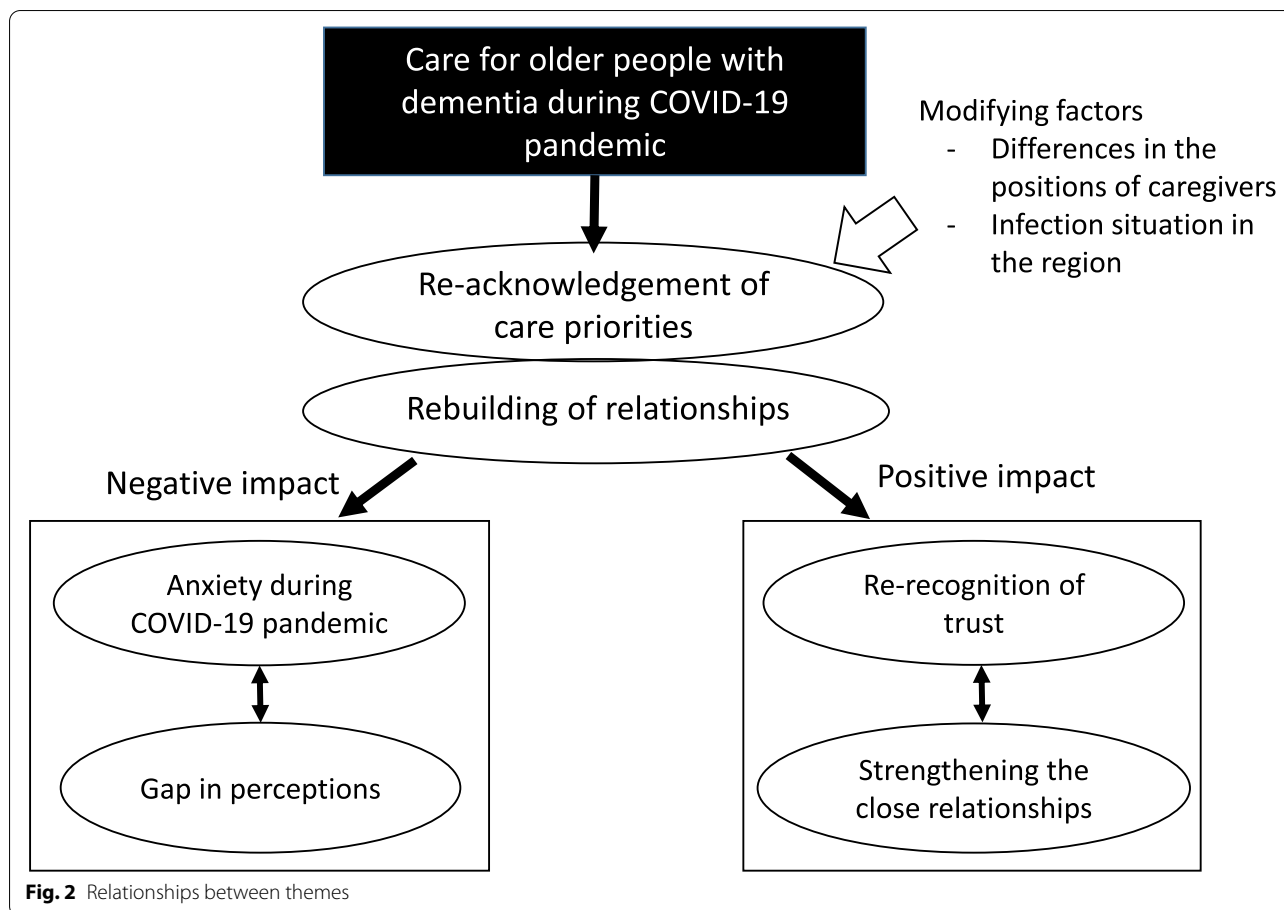 Care for older people with
dementia during COVID-19
pandemic
Modifying factors
- Differences in the
positions of caregivers
- Infection situation in
the region
Re-acknowledgement of
care priorities
Rebuilding of relationships
Negative impact
Positive impact
Anxiety during
COVID-19 pandemic
Gap in perceptions
Re-recognition of
trust
Strengthening the
close relationships
Fig. 2 Relationships between themes